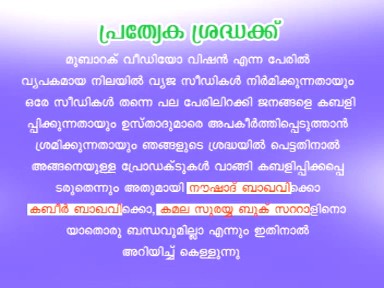 പ്രത്യേക ശ്രദ്ധക്ക്
മുബാറക് വീഡിയോ വിഷൻ എന്ന പേരിൽ
വ്യപകമായ നിലയിൽ വ്യജ സീഡികൾ നിർമിക്കുന്നതായും
ഒരേ സീഡികൾ തന്നെ പല പേരിലിറക്കി ജനങ്ങളെ കബളി
പ്പിക്കുന്നതായും ഉസ്താദുമാരെ അപകീർത്തിപ്പെടുത്താൻ
ശ്രമിക്കുന്നതായും ഞങ്ങളുടെ ശ്രദ്ധയിൽ പെട്ടതിനാൽ
അങ്ങനെയുള്ള പ്രോഡക്ടുകൾ വാങ്ങി കബളിപ്പിക്കപ്പെ
ടരുതെന്നും അതുമായി നൗഷാദ് ബാഖവിക്കൊ
കബീർ ബാഖവിക്കൊ, കമല സുരയ്യ ബുക് സററാളിനൊ
യാതൊരു ബന്ധവുമില്ലാ എന്നും ഇതിനാൽ
അറിയിച്ച് കെള്ളുന്നു